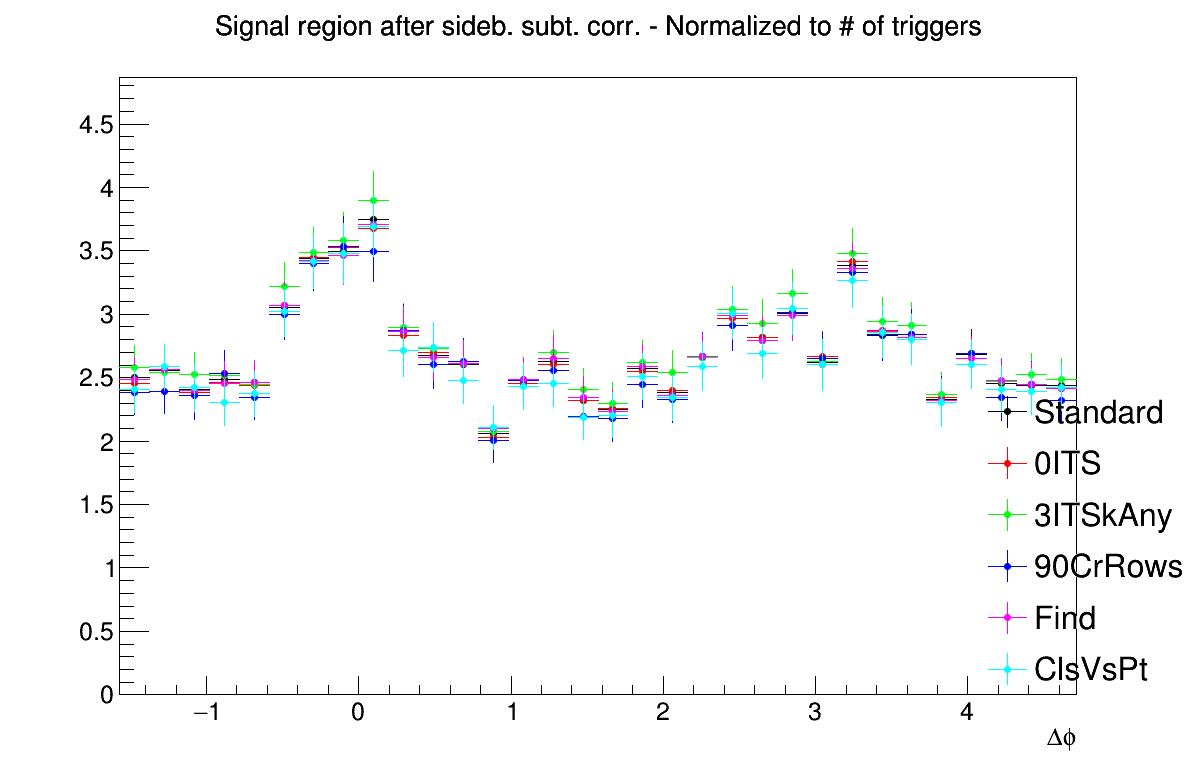 Signal region after sideb. subt. corr. - Normalized to # of triggers
4.5
4
3.5
3
2.5
2
1.5
1
0.5
0
Standard
0ITS
3ITSkAny
90CrRows
Find
ClsVsPt
−1 0 1 2 3 4
Δϕ